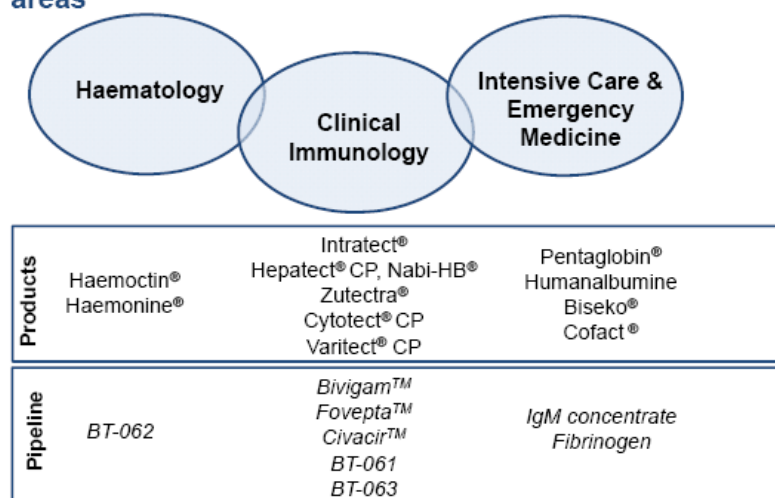 areas
Haematology
Clinical
Immunology
Intensive Care &
Emergency
Medicine
Products
Haemoctin®
Haemonine®
Intratect®
Hepatect® CP, Nabi-HB®
Zutectra®
Cytotect® CP
Varitect® CP
Pentaglobin®
Humanalbumine
Biseko®
Cofact ®
Pipeline
BT-062
Bivigam™
Fovepta™
Civacir™
BT-061
BT-063
IgM concentrate
Fibrinogen